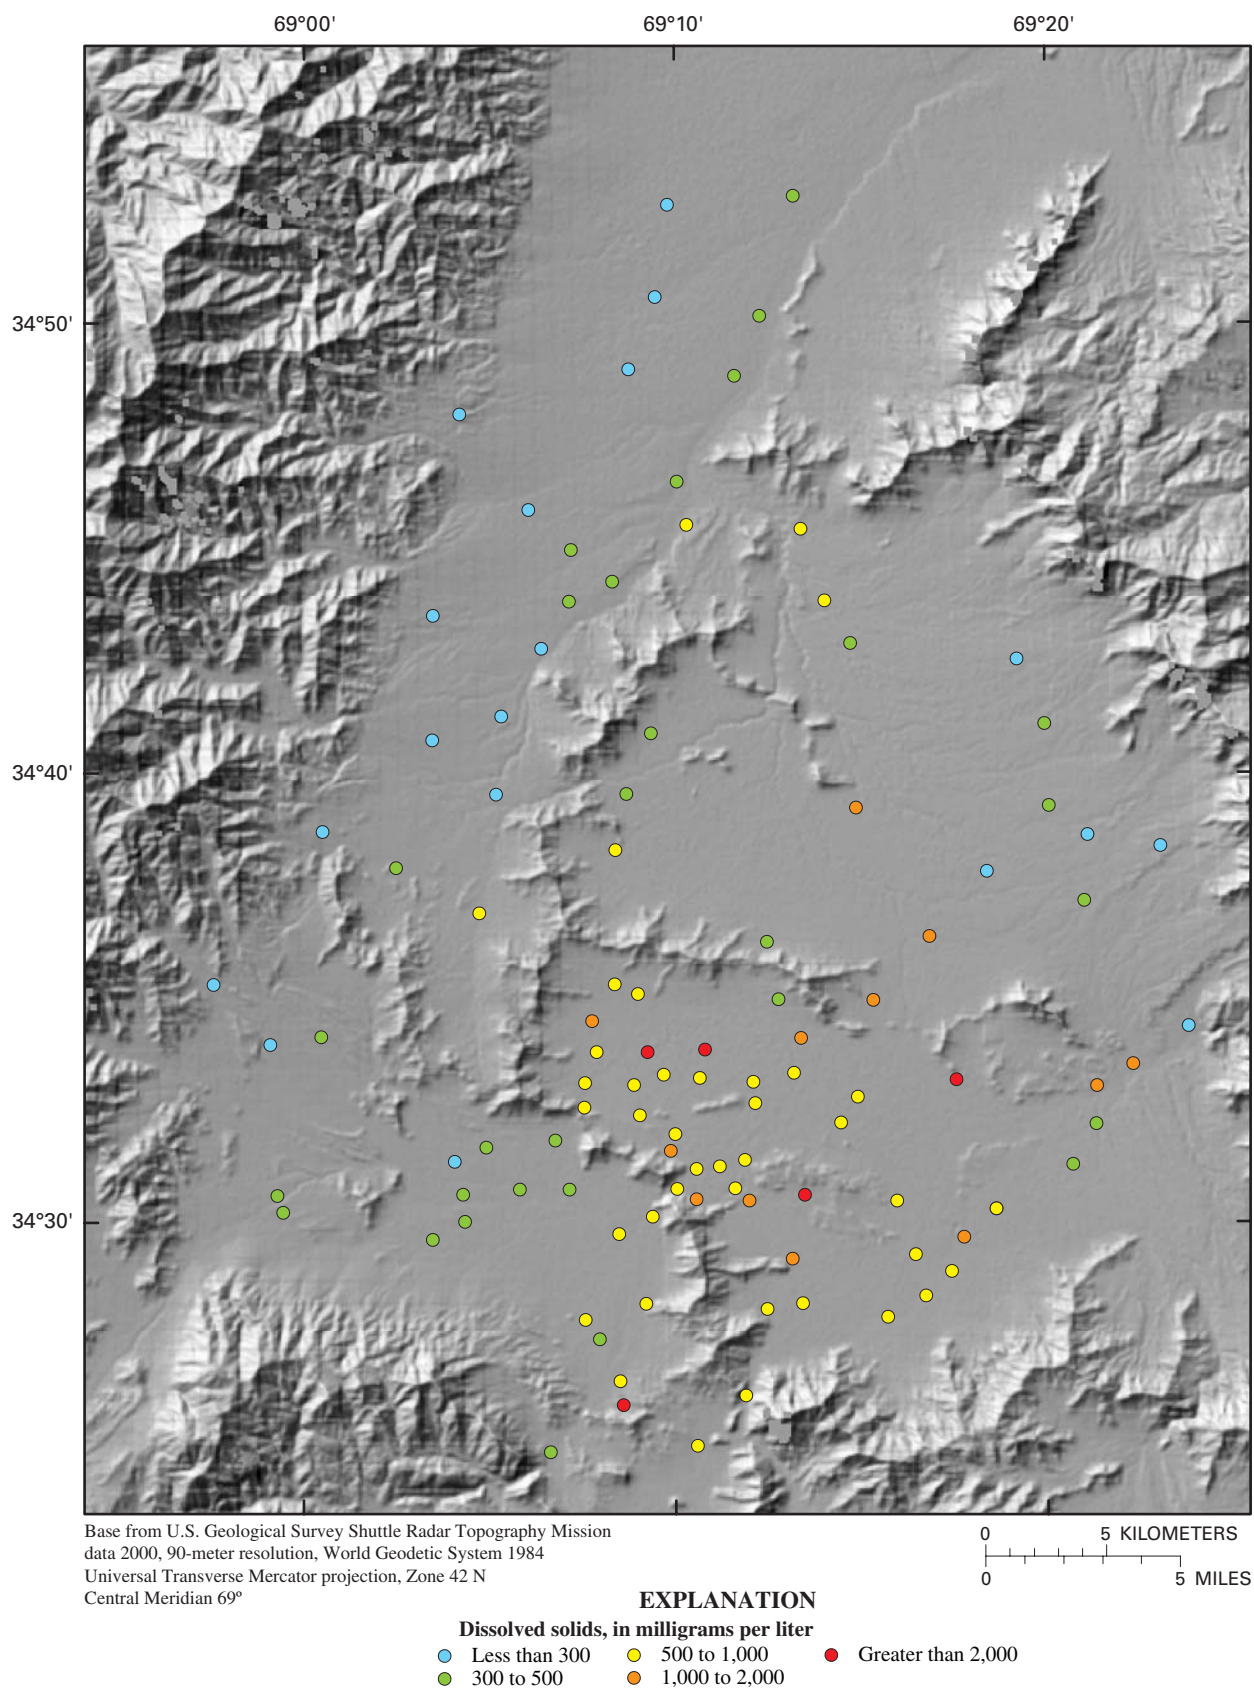 69°00' 69°10' 69°20'
34°50'
34°40'
34°30'
Base from U.S. Geological Survey Shuttle Radar Topography Mission
data 2000, 90-meter resolution, World Geodetic System 1984
Universal Transverse Mercator projection, Zone 42 N
Central Meridian 69º
0 5 KILOMETERS
0 5 MILES
EXPLANATION
Dissolved solids, in milligrams per liter
Less than 300 500 to 1,000 Greater than 2,000
300 to 500 1,000 to 2,000